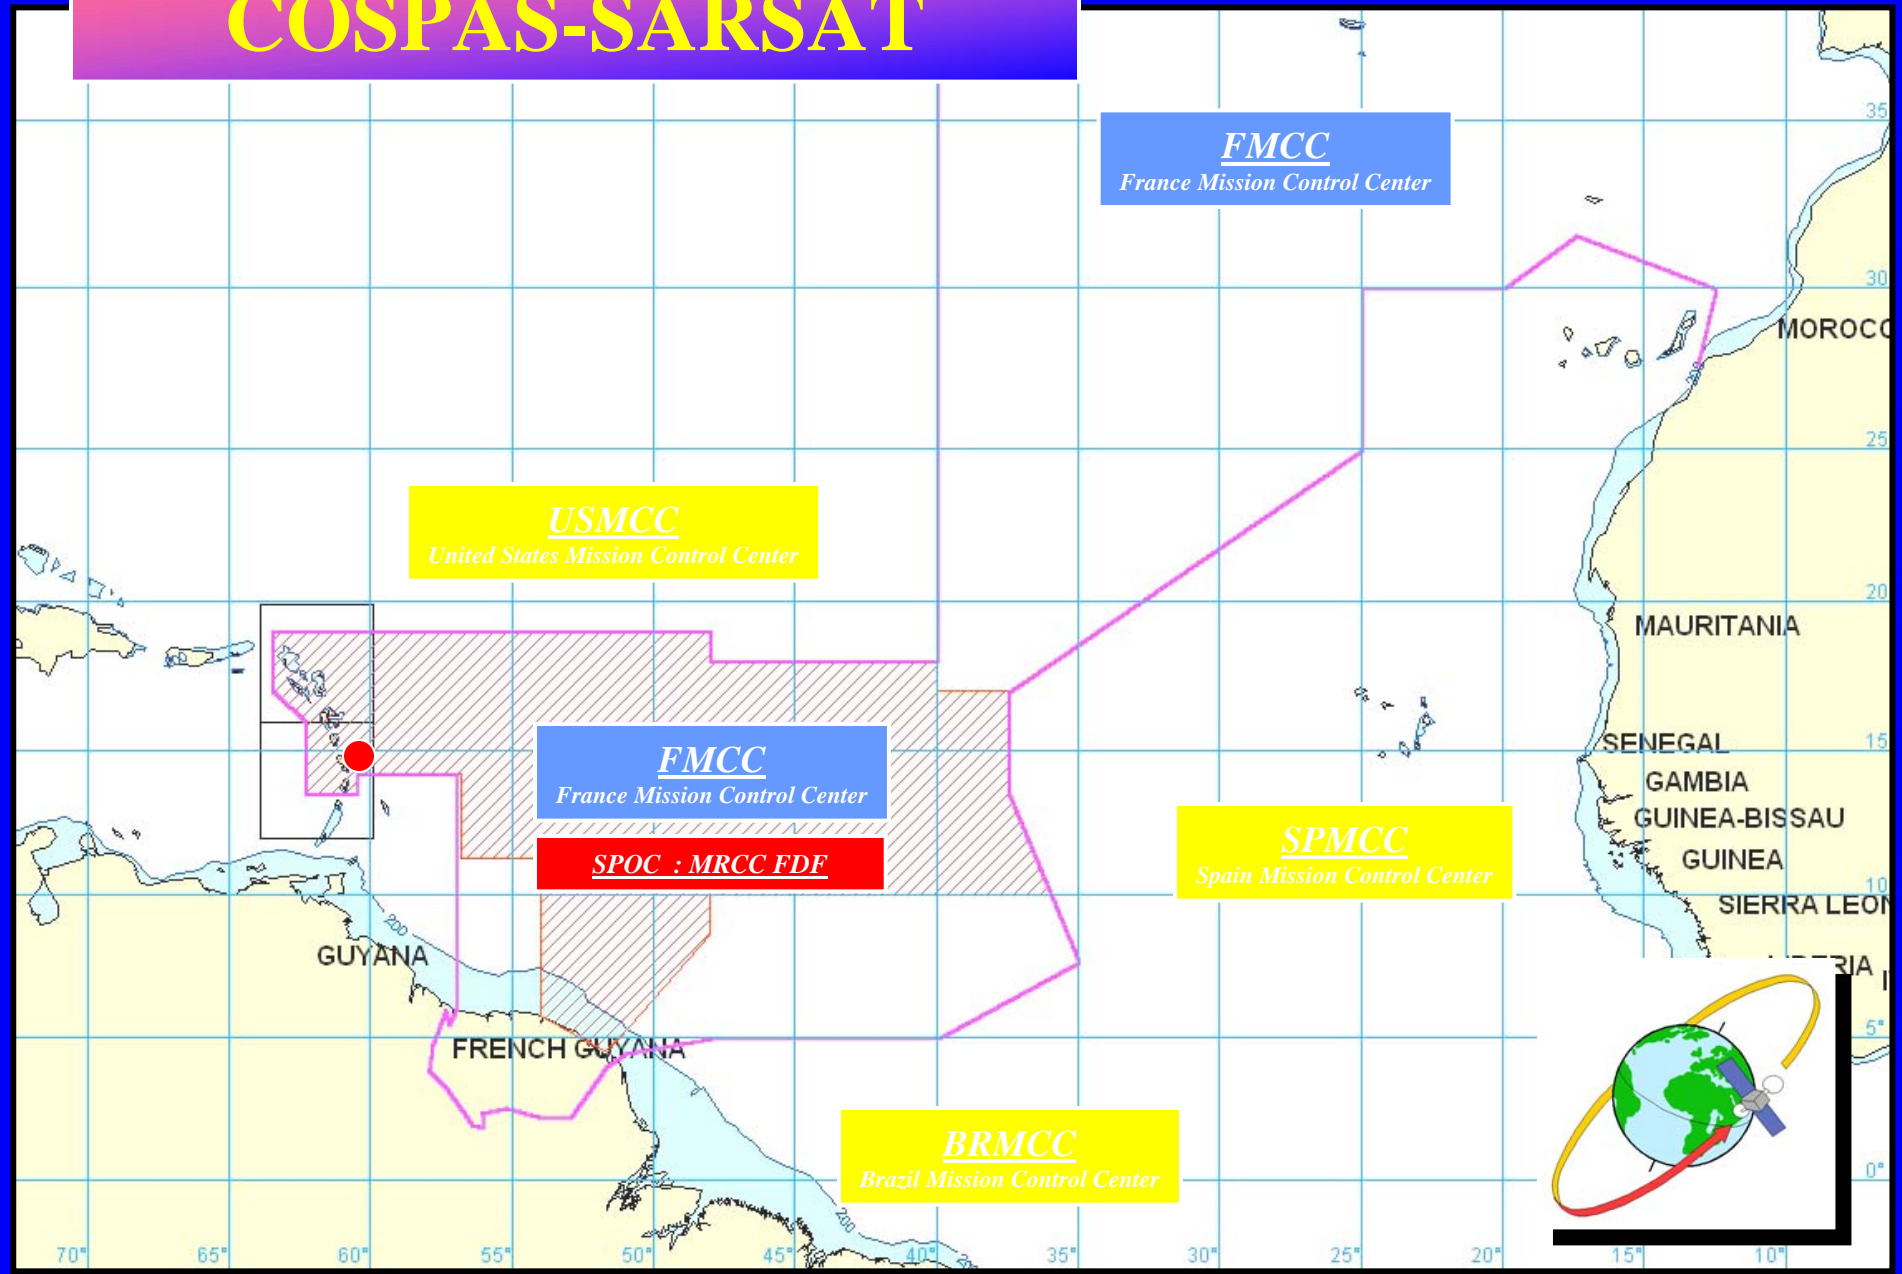 COSPAS-SARSAT
FMCC
France Mission Control Center
USMCC
United States Mission Control Center
FMCC
France Mission Control Center
SPOC : MRCC FDF
SPMCC
Spain Mission Control Center
BRMCC
Brazil Mission Control Center
MOROCC
MAURITANIA
SENEGAL
GAMBIA
GUINEA-BISSAU
GUINEA
SIERRA LEON
GUYANA
FRENCH GUYANA
200
200
35
30
25
20
15
10
5°
0°
70°
65°
60°
55°
50°
45°
40°
35°
30°
25°
20°
15°
10°